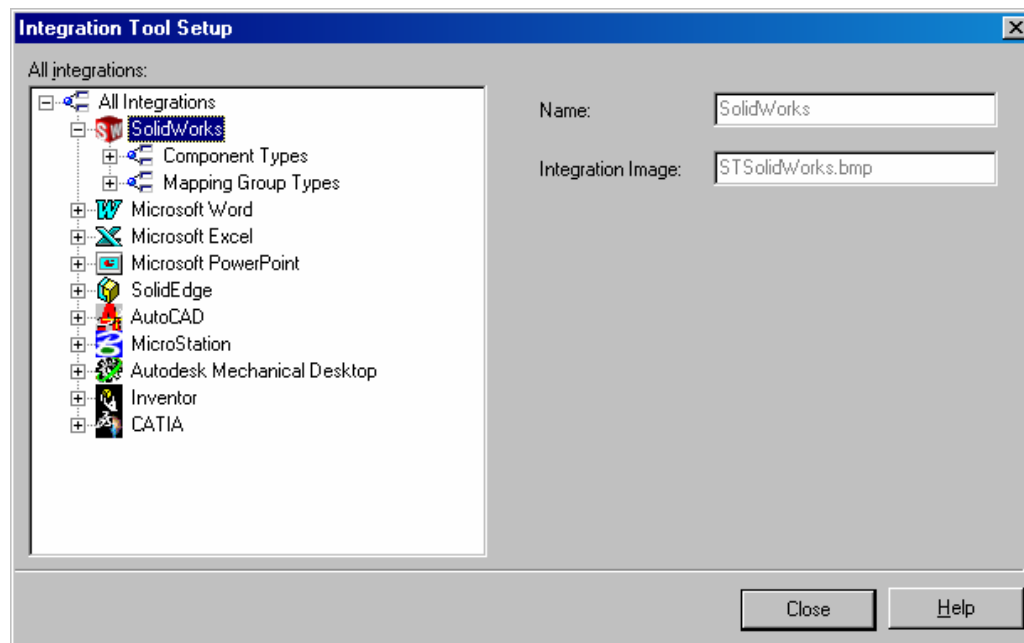 Integration Tool Setup
All integrations:
All Integrations
SolidWorks
Component Types
Mapping Group Types
Microsoft Word
Microsoft Excel
Microsoft PowerPoint
SolidEdge
AutoCAD
MicroStation
Autodesk Mechanical Desktop
Inventor
CATIA
Name:
SolidWorks
Integration Image:
STSolidWorks.bmp
Close
Help